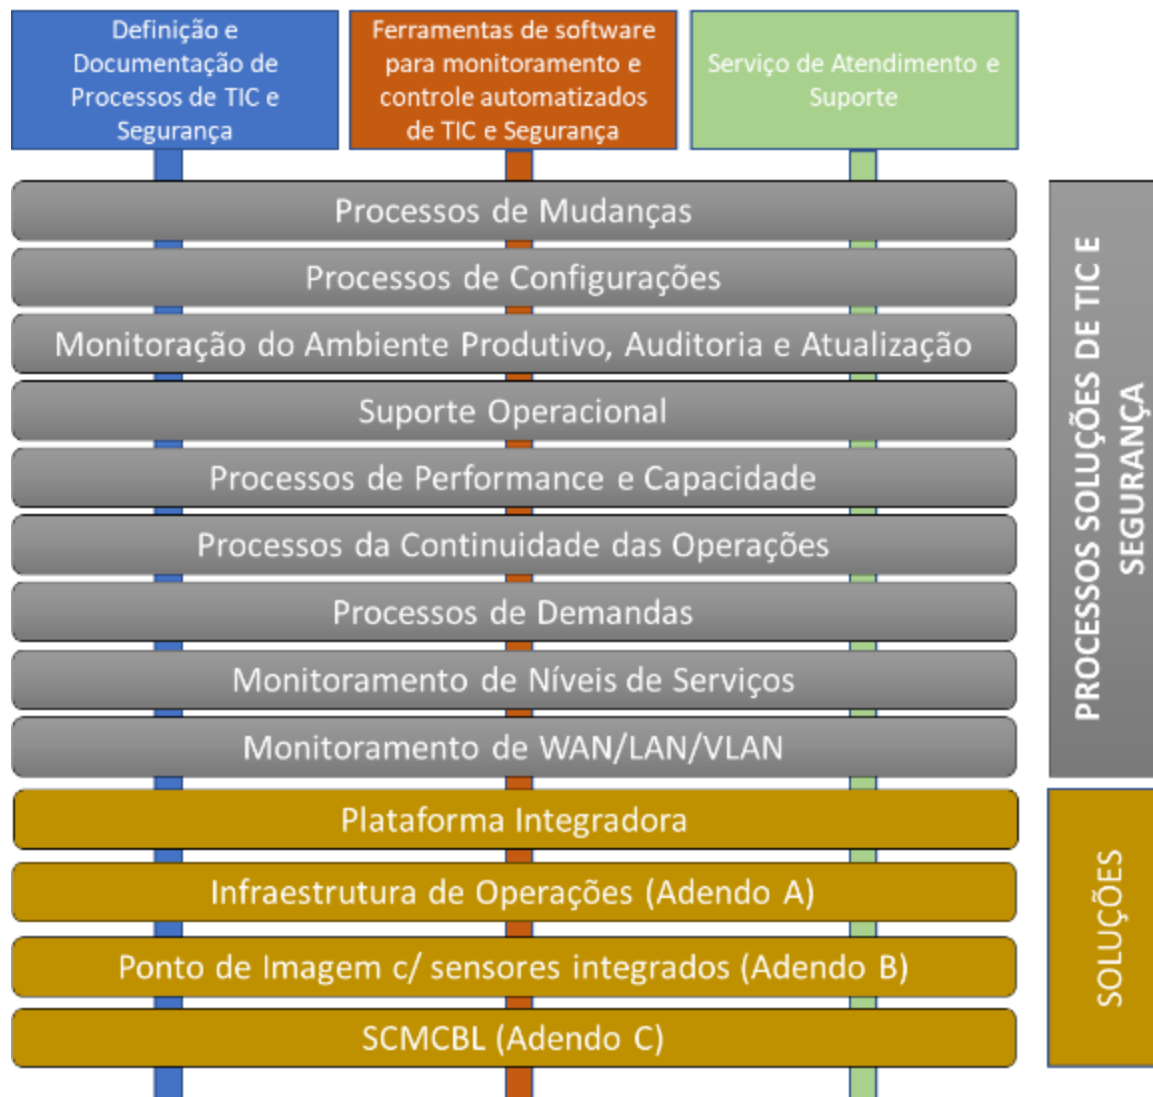 Definição e
Documentação de
Processos de TIC e
Segurança
Ferramentas de software
para monitoramento e
controle automatizados
de TIC e Segurança
Serviço de Atendimento e
Suporte
Processos de Mudanças
Processos de Configurações
Monitoração do Ambiente Produtivo, Auditoria e Atualização
Suporte Operacional
Processos de Performance e Capacidade
Processos da Continuidade das Operações
Processos de Demandas
Monitoramento de Níveis de Serviços
Monitoramento de WAN/LAN/VLAN
PROCESSOS SOLUÇÕES DE TIC E
SEGURANÇA
Plataforma Integradora
Infraestrutura de Operações (Adendo A)
Ponto de Imagem c/ sensores integrados (Adendo B)
SCMCBL (Adendo C)
SOLUÇÕES